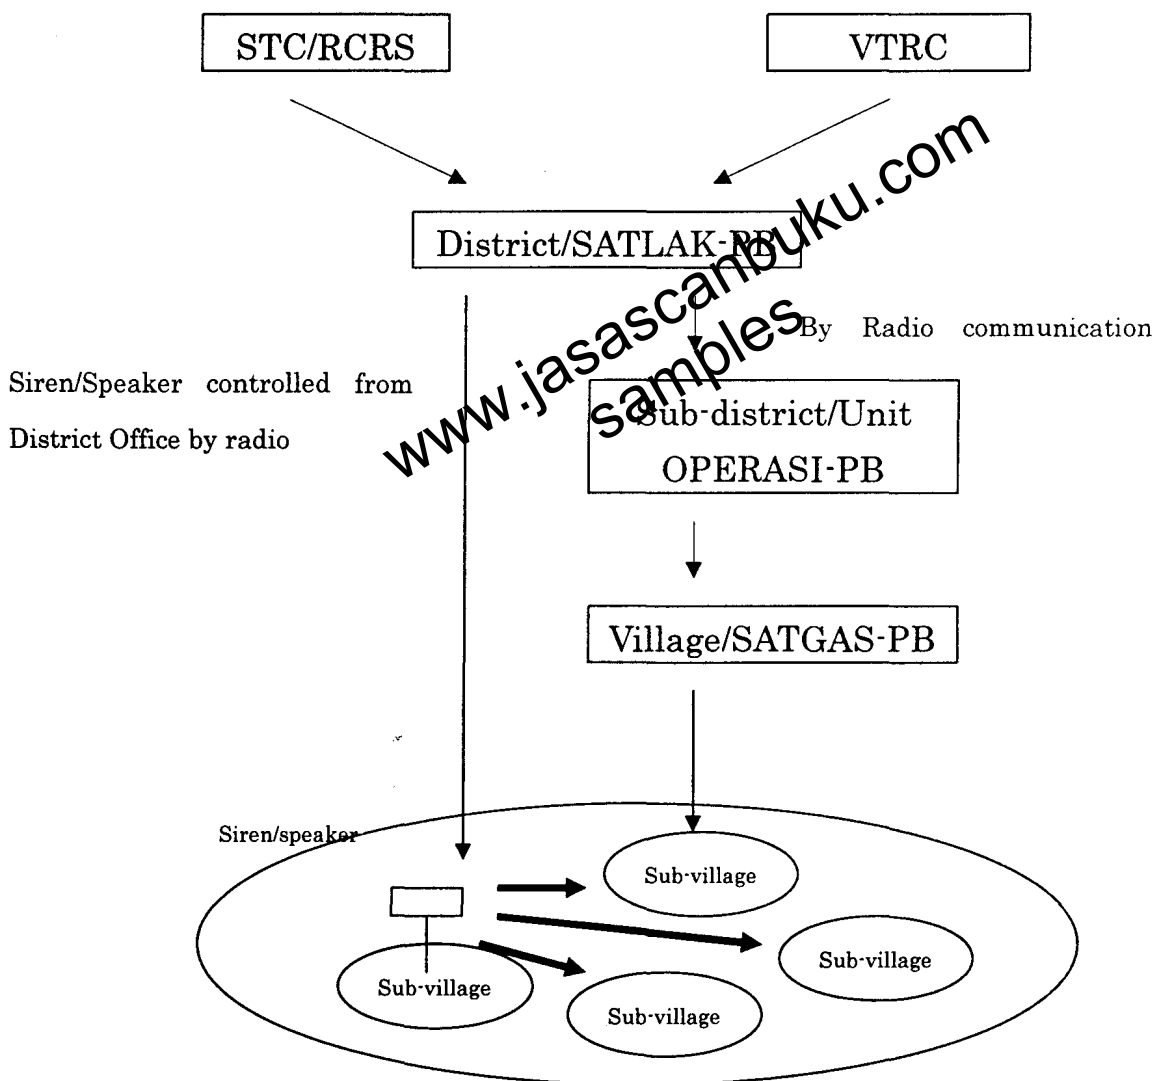 STC/RCRS
VTRC
District/SATLAK-PB
By Radio communication
Siren/Speaker controlled from
District Office by radio
Sub-district/Unit
OPERASI-PB
Village/SATGAS-PB
Siren/speaker
Sub-village
Sub-village
Sub-village
Sub-village
www.jasascanbuku.com
samples